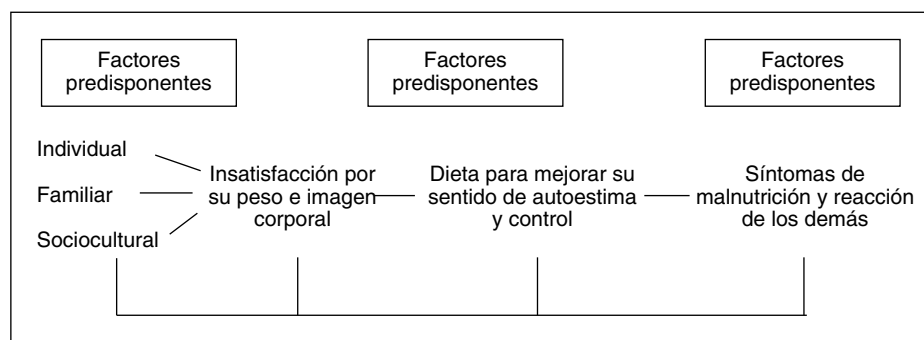 Factores
predisponentes
Factores
predisponentes
Factores
predisponentes
Individual
Familiar
Sociocultural
Insatisfacción por
su peso e imagen
corporal
Dieta para mejorar su
sentido de autoestima
y control
Síntomas de
malnutrición y reacción
de los demás